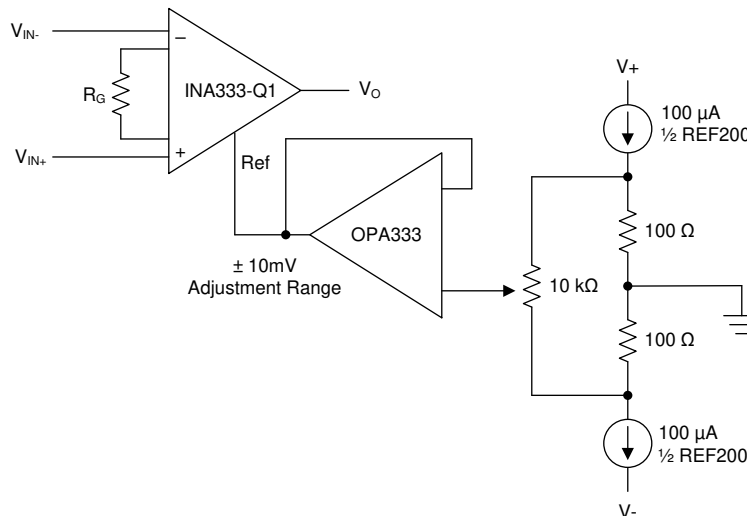 VIN-
−
INA333-Q1
RG
VO
VIN+
+
Ref
OPA333
± 10mV
Adjustment Range
V+
100 µA
½ REF200
100 Ω
10 kΩ
100 Ω
100 µA
½ REF200
V-